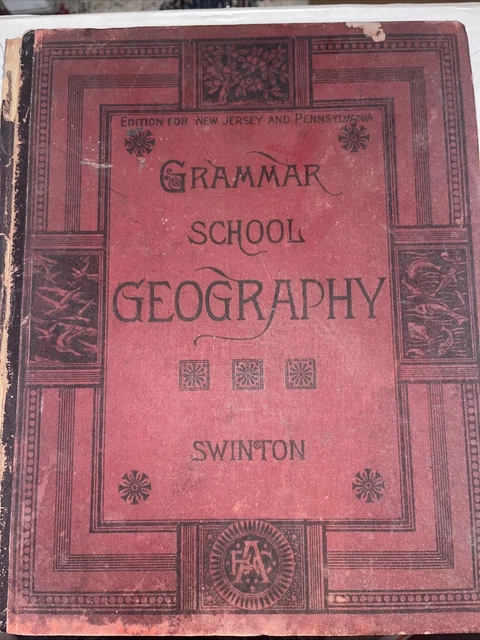 EDITION FOR NEW JERSEY AND PENNSYLVANIA
GRAMMAR
SCHOOL
GEOGRAPHY
SWINTON